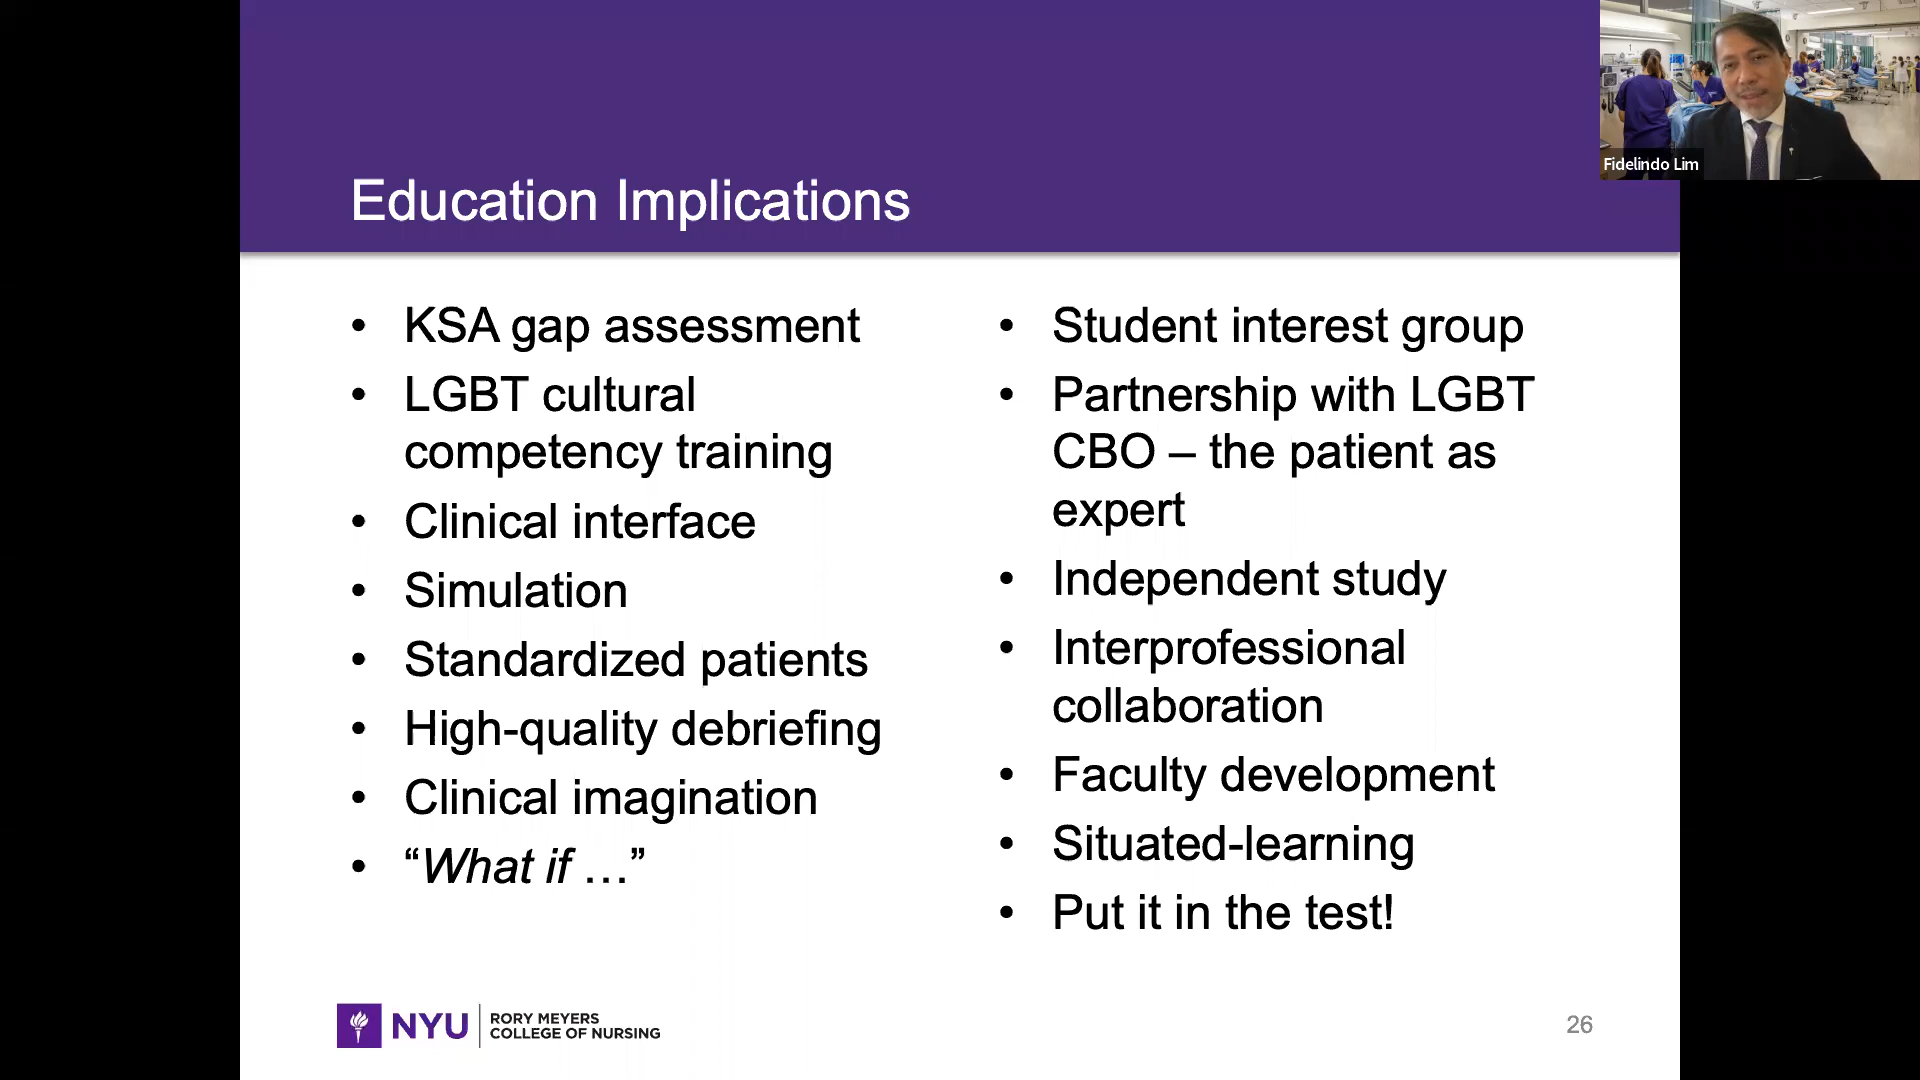 Fidelindo Lim
Education Implications
• KSA gap assessment
• LGBT cultural
competency training
• Clinical interface
• Simulation
• Standardized patients
• High-quality debriefing
• Clinical imagination
• “What if …”
• Student interest group
• Partnership with LGBT
CBO – the patient as
expert
• Independent study
• Interprofessional
collaboration
• Faculty development
• Situated-learning
• Put it in the test!
NYU
RORY MEYERS
COLLEGE OF NURSING
26